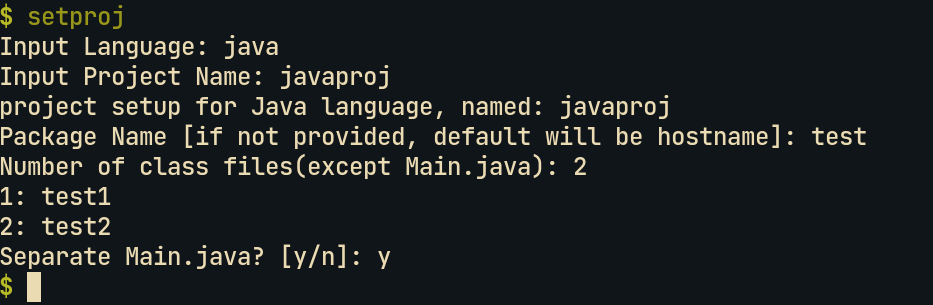 $ setproj
Input Language: java
Input Project Name: javaproj
project setup for Java language, named: javaproj
Package Name [if not provided, default will be hostname]: test
Number of class files(except Main.java): 2
1: test1
2: test2
Separate Main.java? [y/n]: y
$